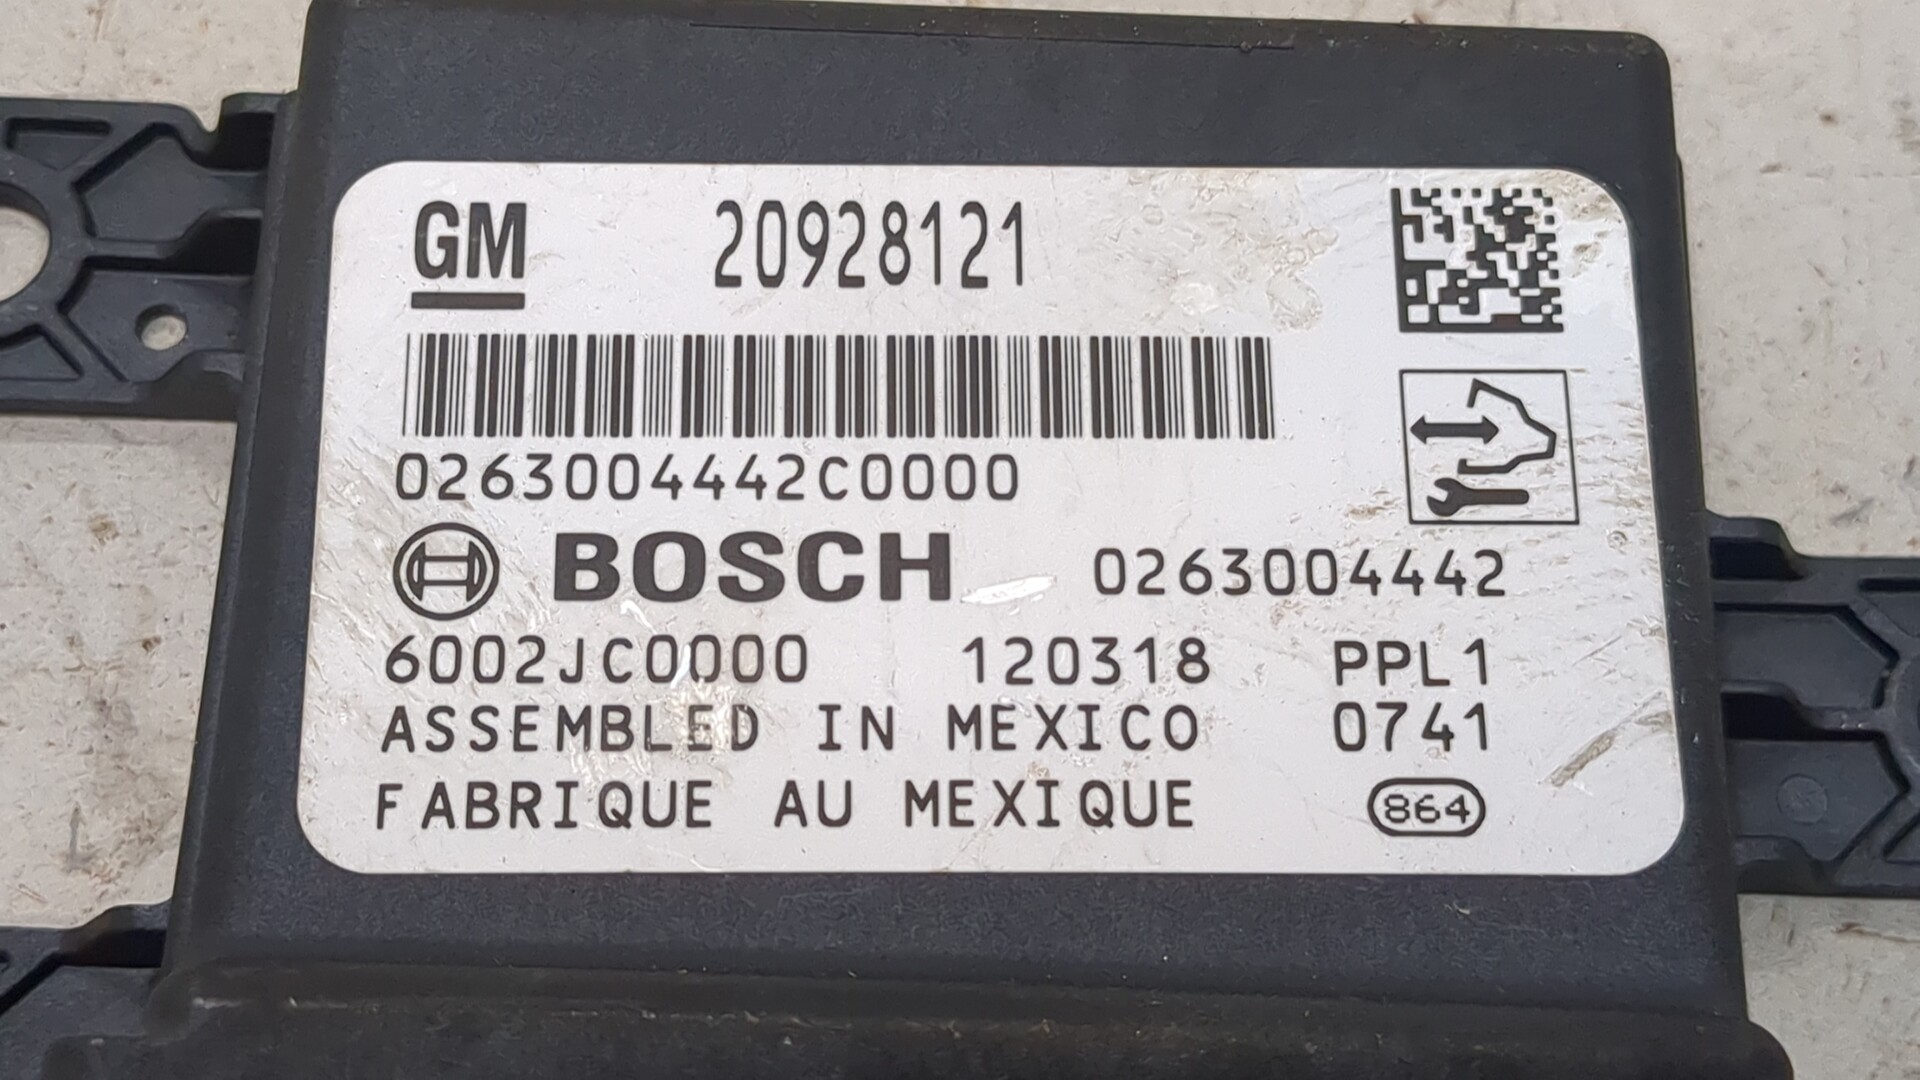 GM 20928121
0263004442C0000
BOSCH 0263004442
6002JC0000 120318 PPL1
ASSEMBLED IN MEXICO 0741
FABRIQUE AU MEXIQUE 864